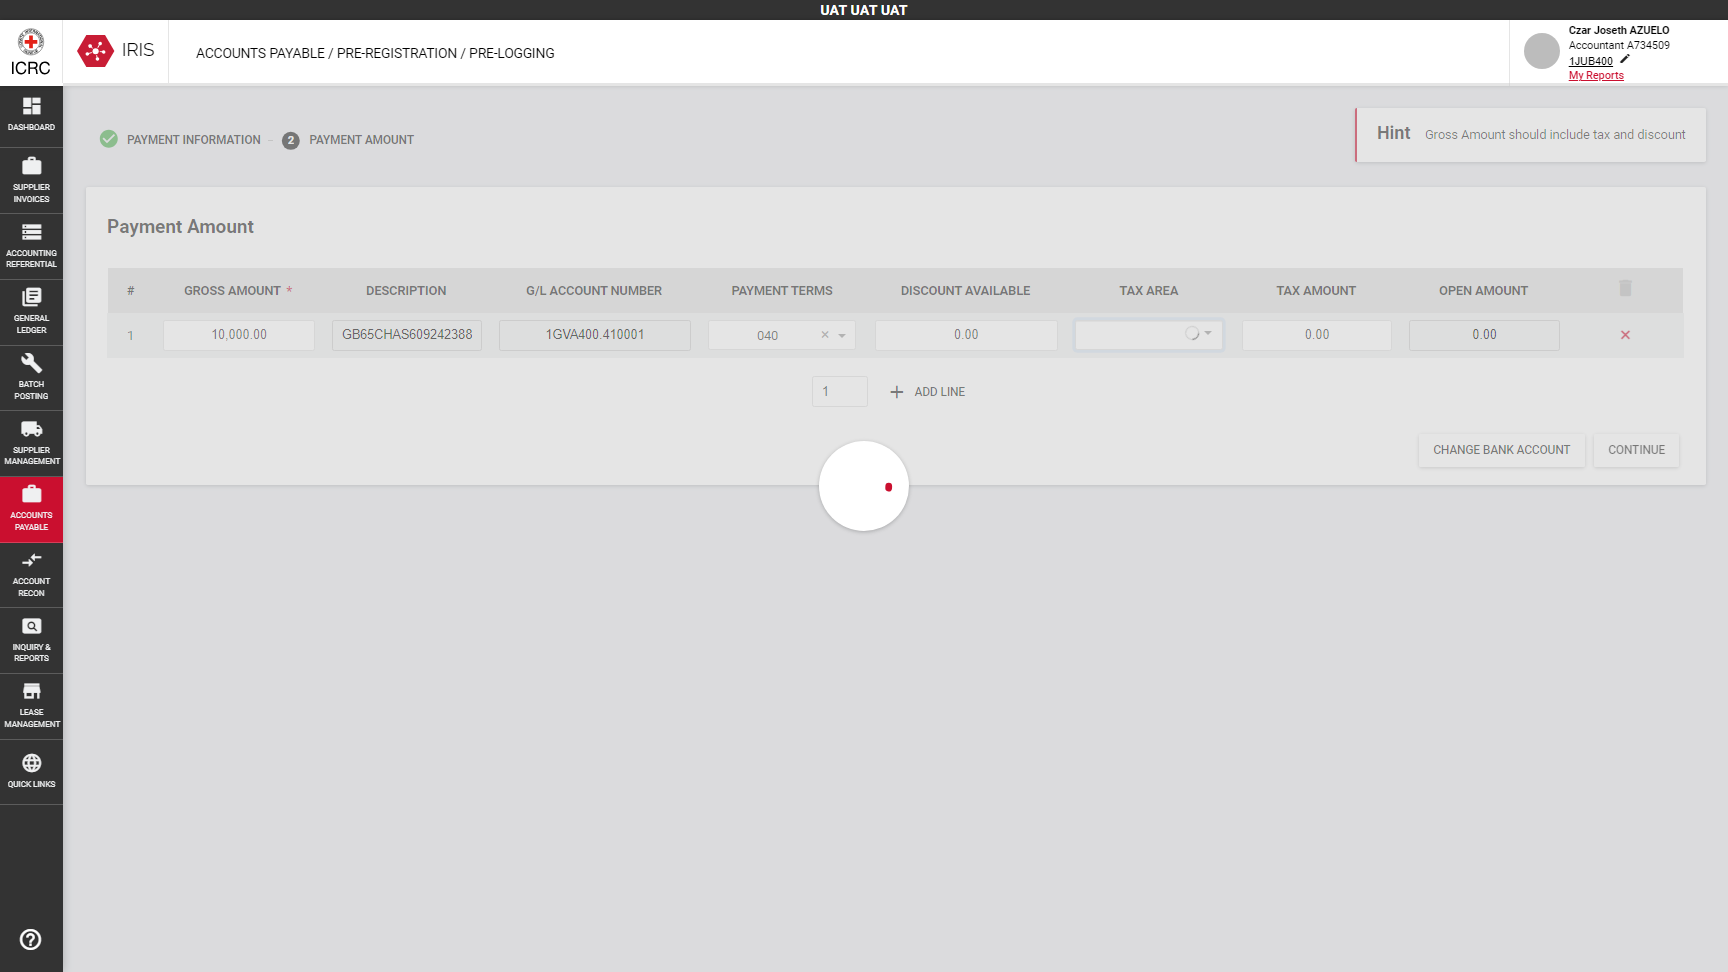 UAT UAT UAT
ICRC
IRIS
ACCOUNTS PAYABLE / PRE-REGISTRATION / PRE-LOGGING
Czar Joseth AZUELO
Accountant A734509
1JUB400
My Reports
DASHBOARD
SUPPLIER
INVOICES
ACCOUNTING
REFERENTIAL
GENERAL
LEDGER
BATCH
POSTING
SUPPLIER
MANAGEMENT
ACCOUNTS
PAYABLE
ACCOUNT
RECON
INQUIRY &
REPORTS
LEASE
MANAGEMENT
QUICK LINKS
PAYMENT INFORMATION
2 PAYMENT AMOUNT
Hint Gross Amount should include tax and discount
Payment Amount
# GROSS AMOUNT * DESCRIPTION G/L ACCOUNT NUMBER PAYMENT TERMS DISCOUNT AVAILABLE TAX AREA TAX AMOUNT OPEN AMOUNT
1 10,000.00 GB65CHAS609242388 1GVA400.410001 040 0.00 0.00 0.00
1 ADD LINE
CHANGE BANK ACCOUNT CONTINUE